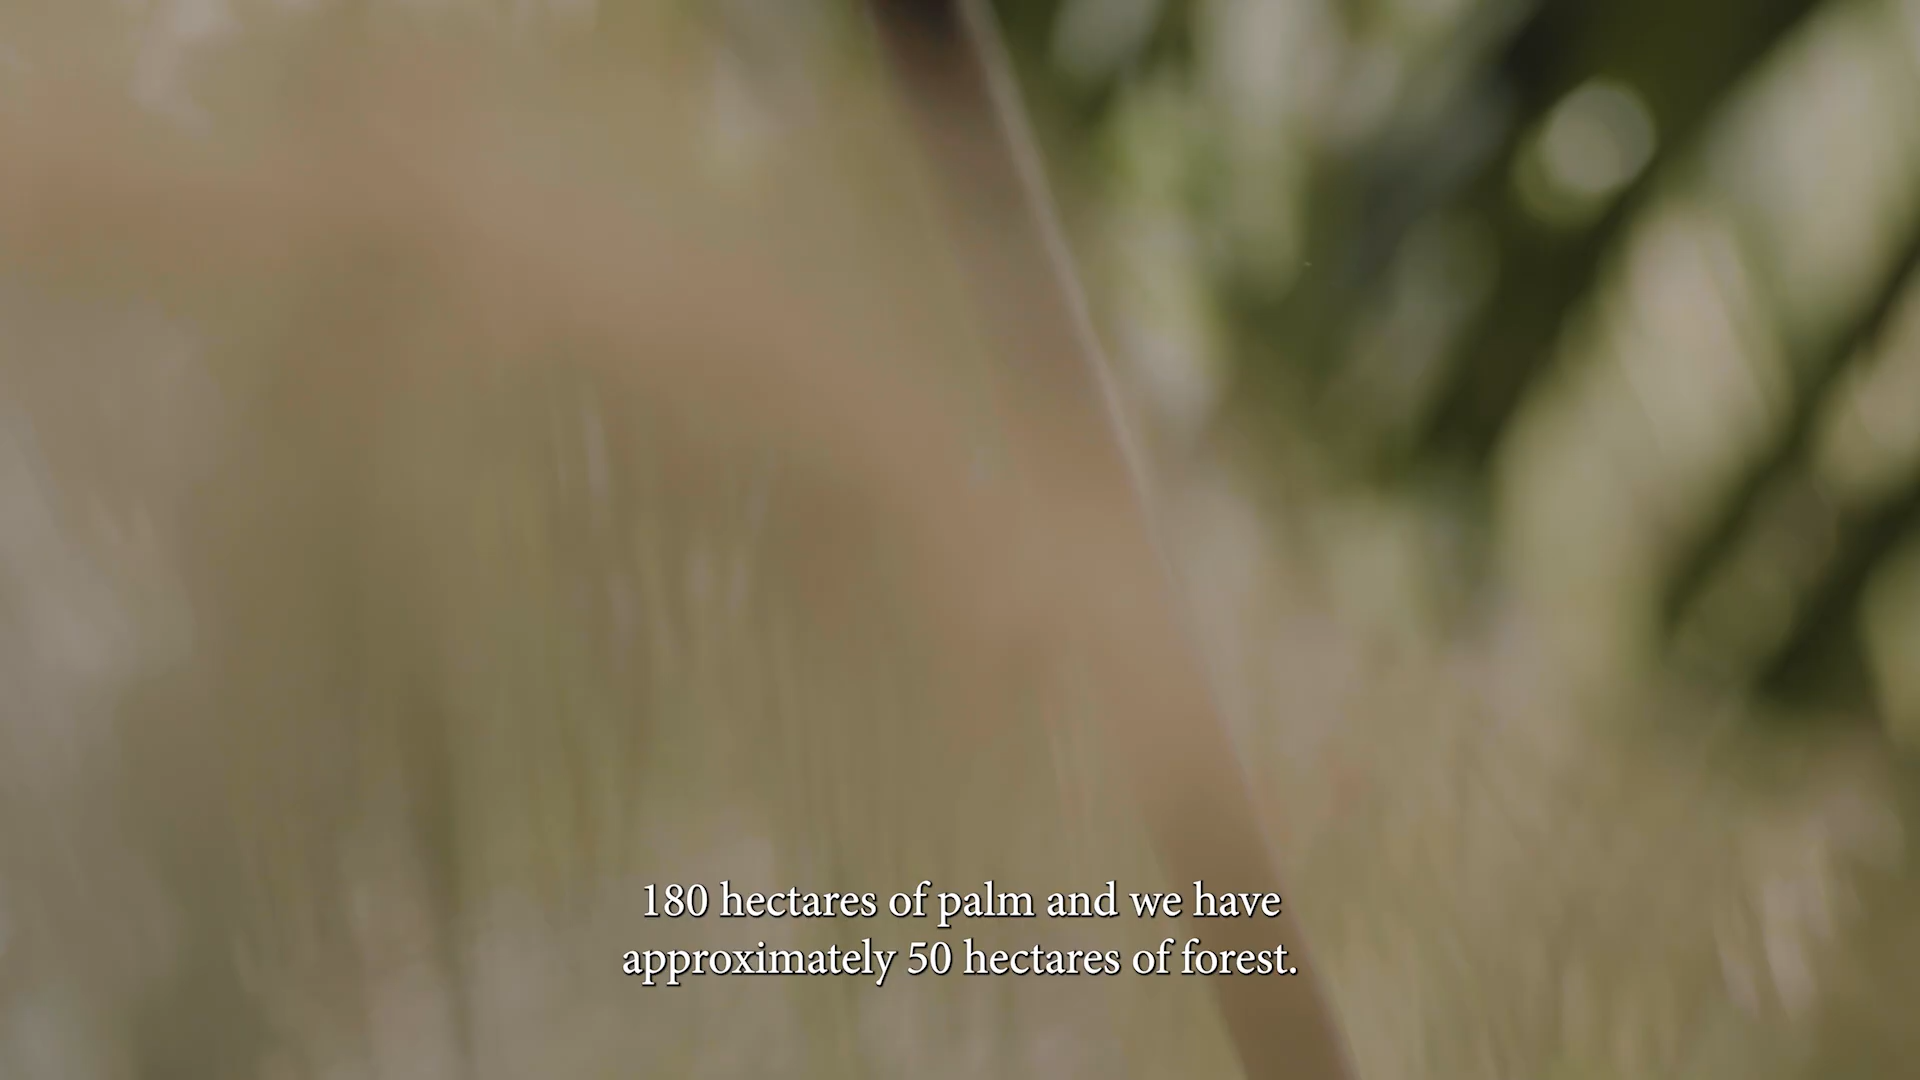 180 hectares of palm and we have
approximately 50 hectares of forest.